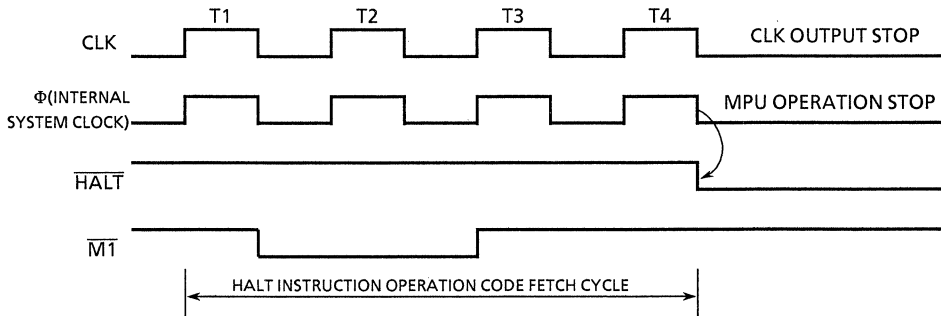 T1 T2 T3 T4
CLK
CLK OUTPUT STOP
Φ(INTERNAL
SYSTEM CLOCK)
MPU OPERATION STOP
HALT
M1
HALT INSTRUCTION OPERATION CODE FETCH CYCLE